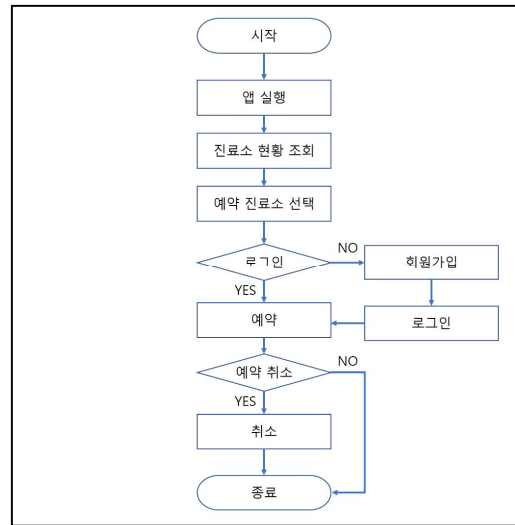 시작
앱 실행
진료소 현황 조회
예약 진료소 선택
로그인
NO
회원가입
YES
예약
로그인
예약 취소
NO
YES
취소
종료